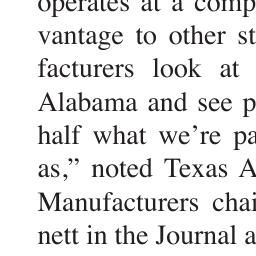 operates at a comp
vantage to other st
facturers look at
Alabama and see p
half what we’re pa
as,” noted Texas A
Manufacturers chai
nett in the Journal a